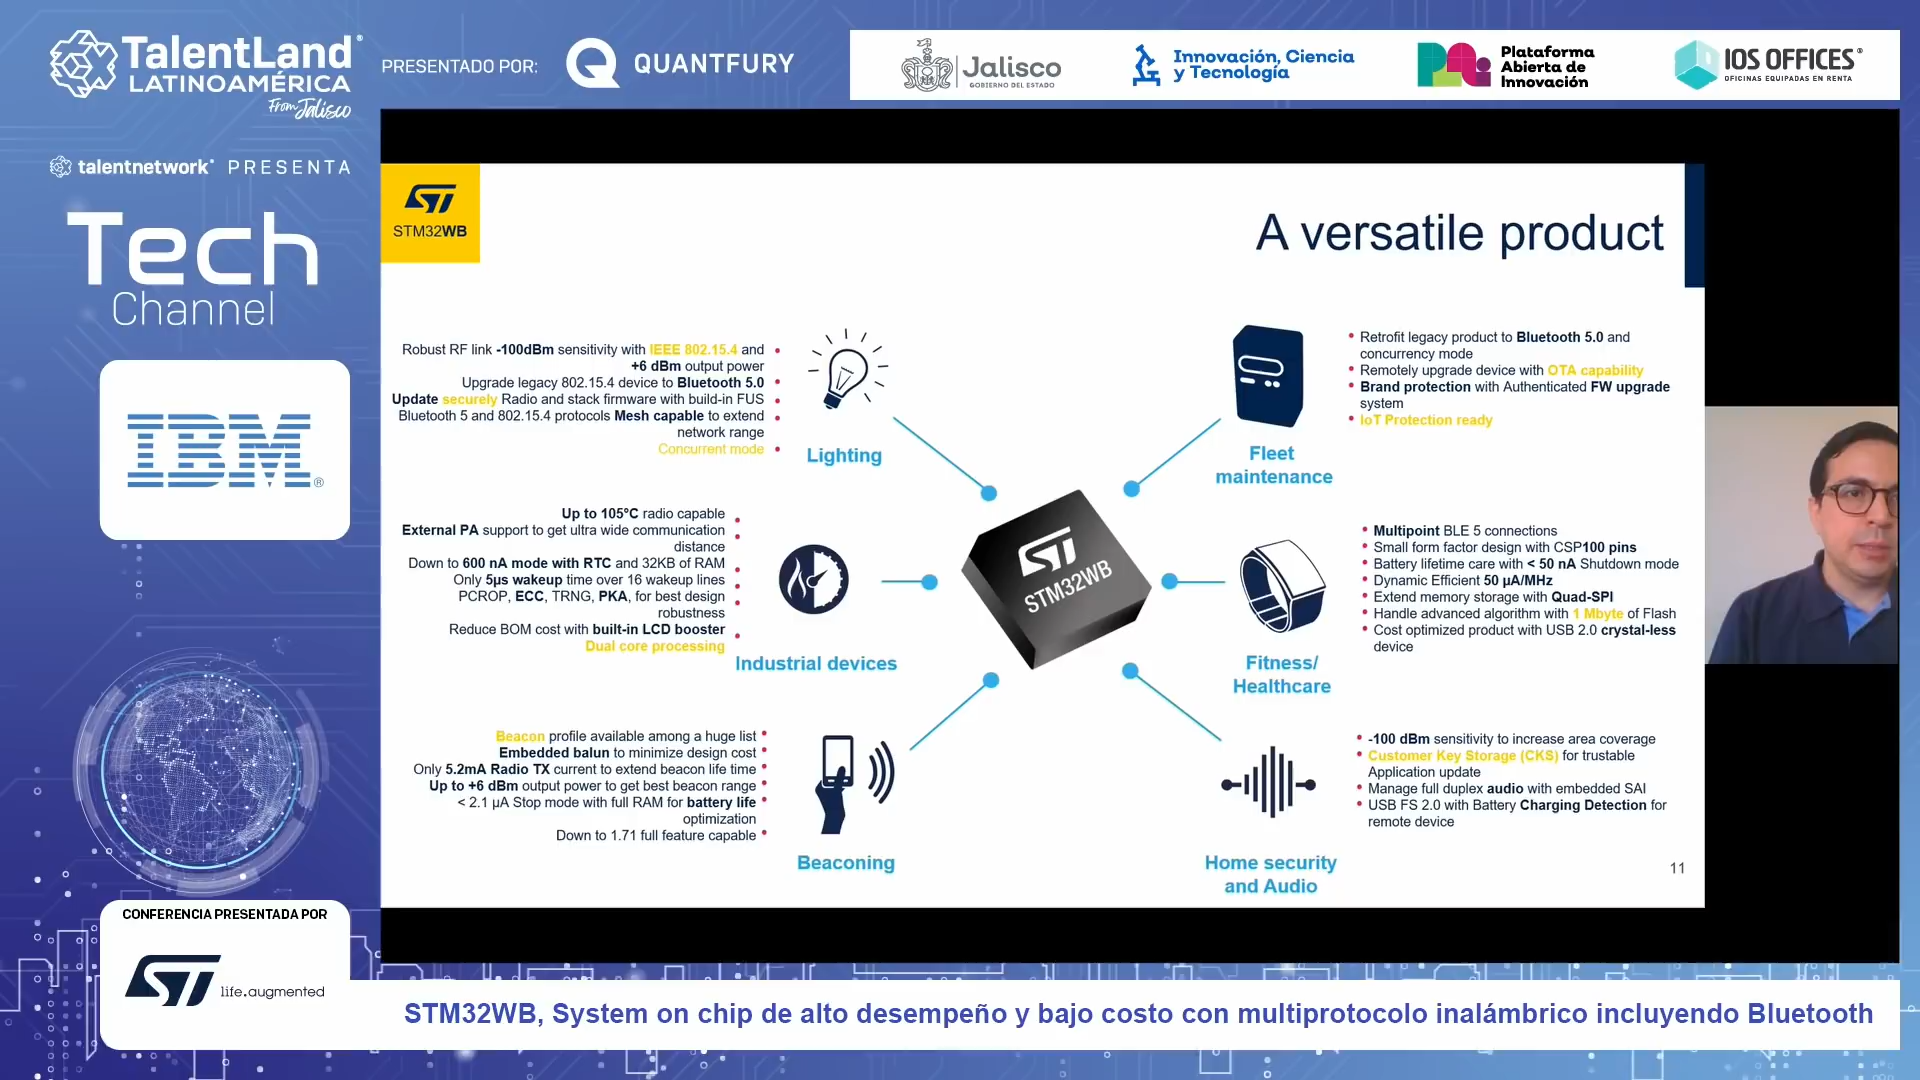 TalentLand®
LATINOAMÉRICA
From Jalisco
PRESENTADO POR:
QUANTFURY
Jalisco
GOBIERNO DEL ESTADO
Innovación, Ciencia
y Tecnología
Plataforma
Abierta de
Innovación
IOS OFFICES®
OFICINAS EQUIPADAS EN RENTA
talentnetwork® PRESENTA
Tech
Channel
IBM®
CONFERENCIA PRESENTADA POR
ST
life.augmented
ST
STM32WB
A versatile product
Robust RF link -100dBm sensitivity with IEEE 802.15.4 and
+6 dBm output power
Upgrade legacy 802.15.4 device to Bluetooth 5.0
Update securely Radio and stack firmware with build-in FUS
Bluetooth 5 and 802.15.4 protocols Mesh capable to extend
network range
Concurrent mode
Lighting
Up to 105°C radio capable
External PA support to get ultra wide communication
distance
Down to 600 nA mode with RTC and 32KB of RAM
Only 5µs wakeup time over 16 wakeup lines
PCROP, ECC, TRNG, PKA, for best design
robustness
Reduce BOM cost with built-in LCD booster
Dual core processing
Industrial devices
Beacon profile available among a huge list
Embedded balun to minimize design cost
Only 5.2mA Radio TX current to extend beacon life time
Up to +6 dBm output power to get best beacon range
< 2.1 µA Stop mode with full RAM for battery life
optimization
Down to 1.71 full feature capable
Beaconing
ST
STM32WB
Fleet
maintenance
• Retrofit legacy product to Bluetooth 5.0 and
concurrency mode
• Remotely upgrade device with OTA capability
• Brand protection with Authenticated FW upgrade
system
• IoT Protection ready
Fitness/
Healthcare
• Multipoint BLE 5 connections
• Small form factor design with CSP100 pins
• Battery lifetime care with < 50 nA Shutdown mode
• Dynamic Efficient 50 µA/MHz
• Extend memory storage with Quad-SPI
• Handle advanced algorithm with 1 Mbyte of Flash
• Cost optimized product with USB 2.0 crystal-less
device
Home security
and Audio
• -100 dBm sensitivity to increase area coverage
• Customer Key Storage (CKS) for trustable
Application update
• Manage full duplex audio with embedded SAI
• USB FS 2.0 with Battery Charging Detection for
remote device
11
STM32WB, System on chip de alto desempeño y bajo costo con multiprotocolo inalámbrico incluyendo Bluetooth